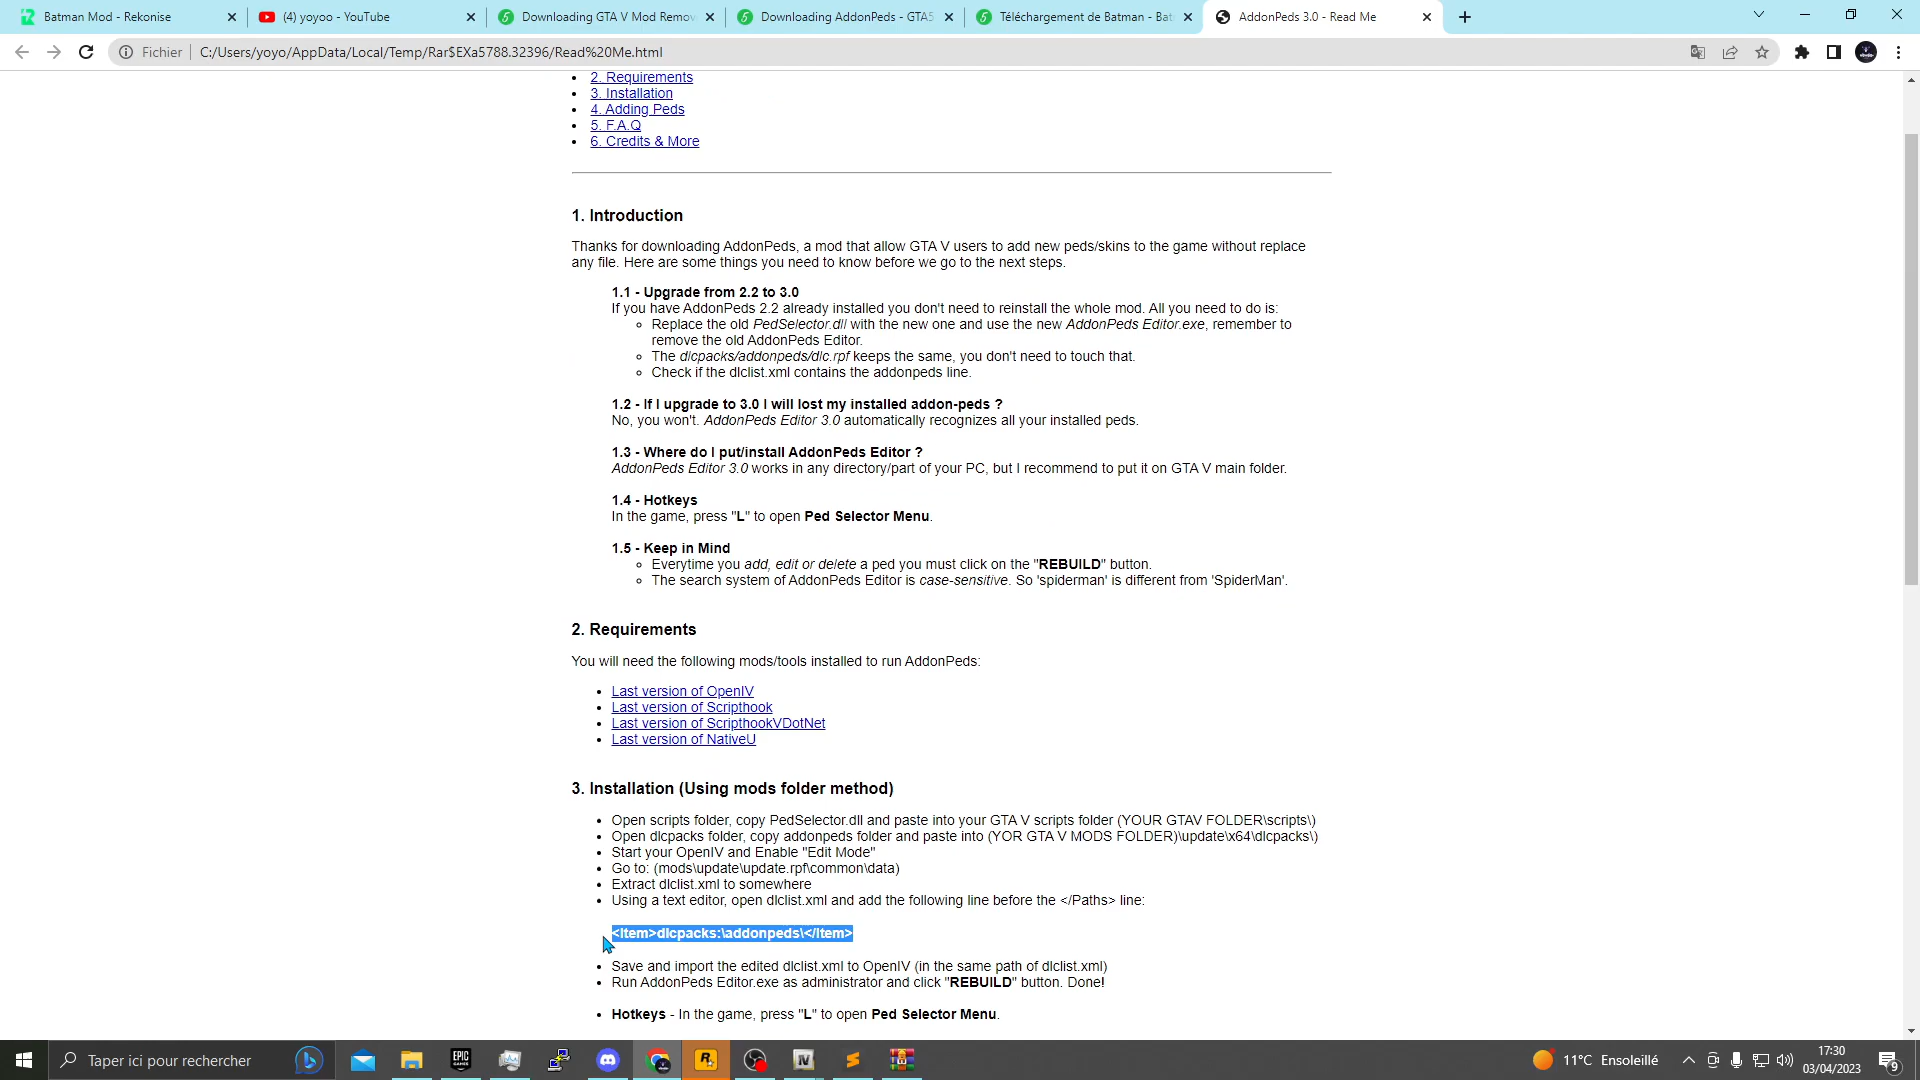 Batman Mod - Rekonise
(4) yoyoo - YouTube
Downloading GTA V Mod Remov
Downloading AddonPeds - GTA5
Téléchargement de Batman - Bat
AddonPeds 3.0 - Read Me
Fichier
C:/Users/yoyo/AppData/Local/Temp/Rar$EXa5788.32396/Read%20Me.html
2. Requirements
3. Installation
4. Adding Peds
5. F.A.Q
6. Credits & More
1. Introduction
Thanks for downloading AddonPeds, a mod that allow GTA V users to add new peds/skins to the game without replace
any file. Here are some things you need to know before we go to the next steps.
1.1 - Upgrade from 2.2 to 3.0
If you have AddonPeds 2.2 already installed you don't need to reinstall the whole mod. All you need to do is:
Replace the old PedSelector.dll with the new one and use the new AddonPeds Editor.exe, remember to
remove the old AddonPeds Editor.
The dlcpacks/addonpeds/dlc.rpf keeps the same, you don't need to touch that.
Check if the dlclist.xml contains the addonpeds line.
1.2 - If I upgrade to 3.0 I will lost my installed addon-peds ?
No, you won't. AddonPeds Editor 3.0 automatically recognizes all your installed peds.
1.3 - Where do I put/install AddonPeds Editor ?
AddonPeds Editor 3.0 works in any directory/part of your PC, but I recommend to put it on GTA V main folder.
1.4 - Hotkeys
In the game, press "L" to open Ped Selector Menu.
1.5 - Keep in Mind
Everytime you add, edit or delete a ped you must click on the "REBUILD" button.
The search system of AddonPeds Editor is case-sensitive. So 'spiderman' is different from 'SpiderMan'.
2. Requirements
You will need the following mods/tools installed to run AddonPeds:
Last version of OpenIV
Last version of Scripthook
Last version of ScripthookVDotNet
Last version of NativeU
3. Installation (Using mods folder method)
Open scripts folder, copy PedSelector.dll and paste into your GTA V scripts folder (YOUR GTAV FOLDER\scripts\)
Open dlcpacks folder, copy addonpeds folder and paste into (YOR GTA V MODS FOLDER)\update\x64\dlcpacks\)
Start your OpenIV and Enable "Edit Mode"
Go to: (mods\update\update.rpf\common\data)
Extract dlclist.xml to somewhere
Using a text editor, open dlclist.xml and add the following line before the </Paths> line:
<Item>dlcpacks:\addonpeds\</Item>
Save and import the edited dlclist.xml to OpenIV (in the same path of dlclist.xml)
Run AddonPeds Editor.exe as administrator and click "REBUILD" button. Done!
Hotkeys - In the game, press "L" to open Ped Selector Menu.
Taper ici pour rechercher
EPIC
GAMES
R
IV
11°C Ensoleillé
17:30
03/04/2023
9